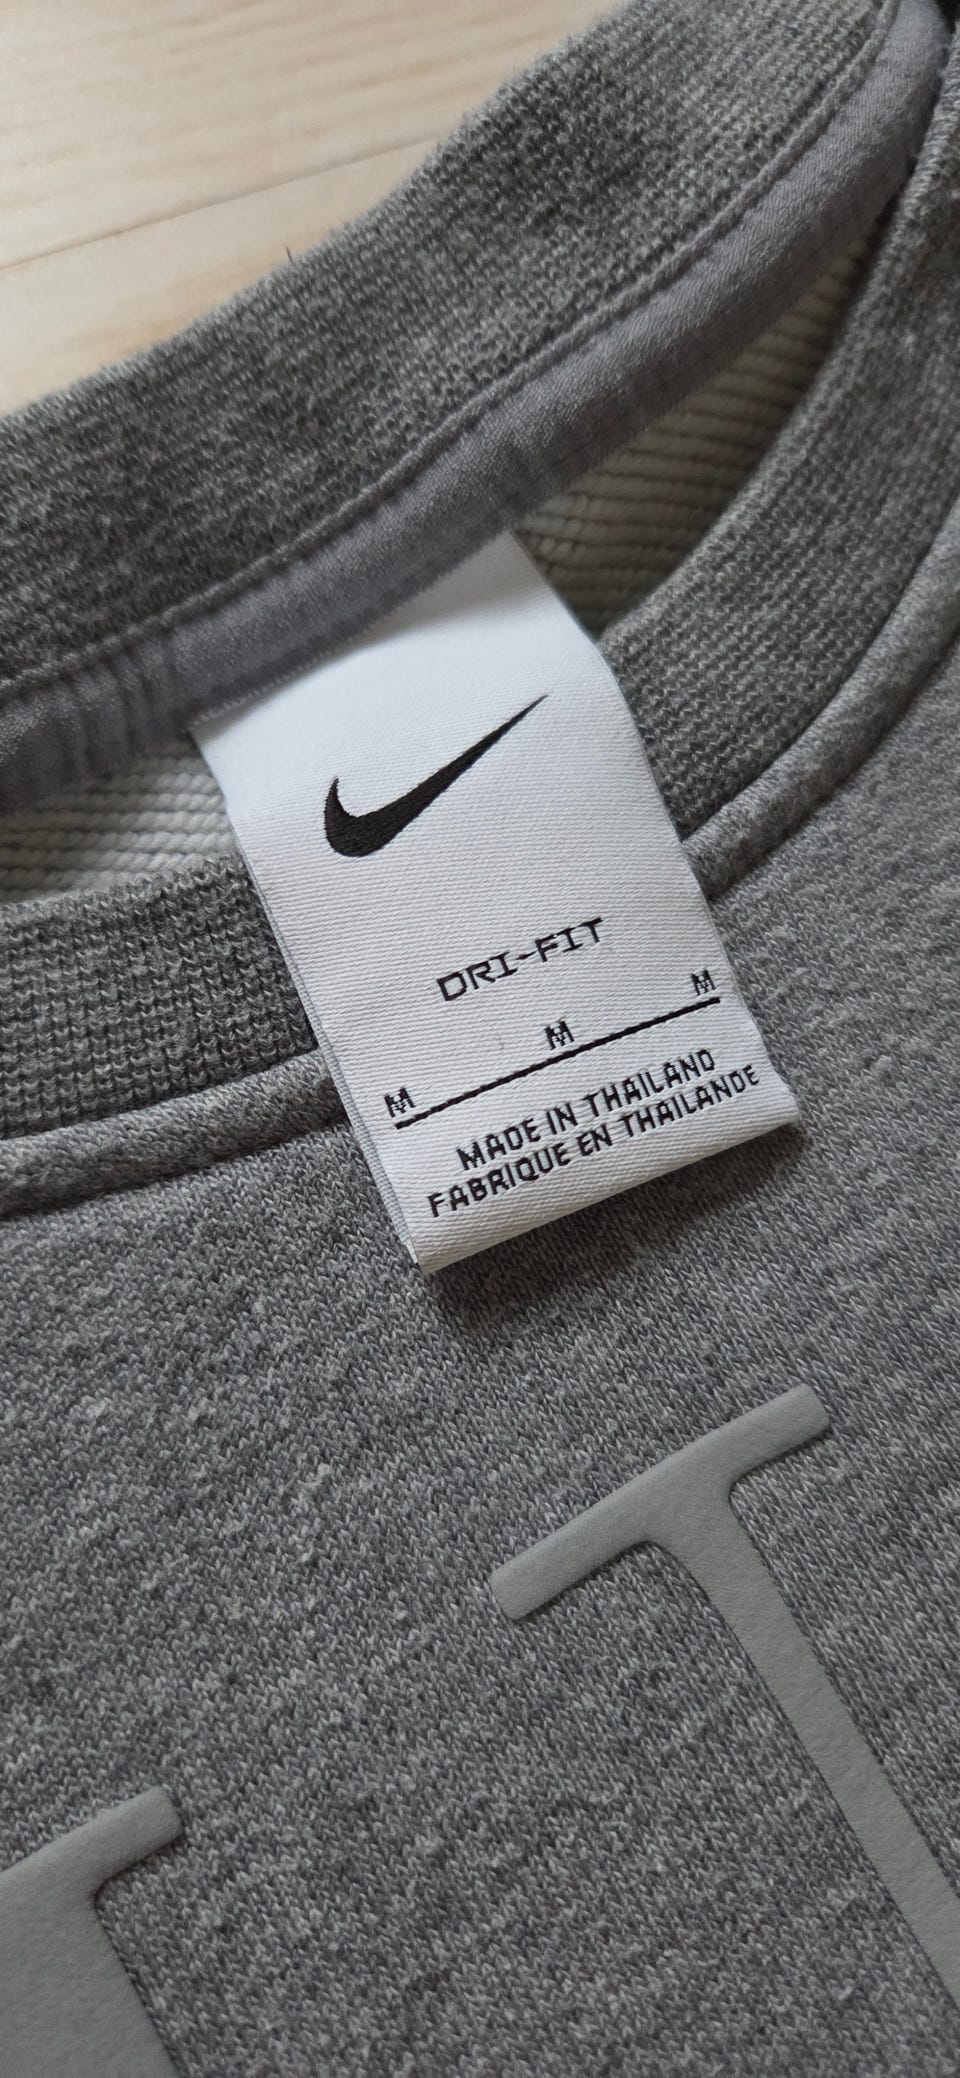 DRI-FIT
M M M
MADE IN THAILAND
FABRIQUE EN THAILANDE